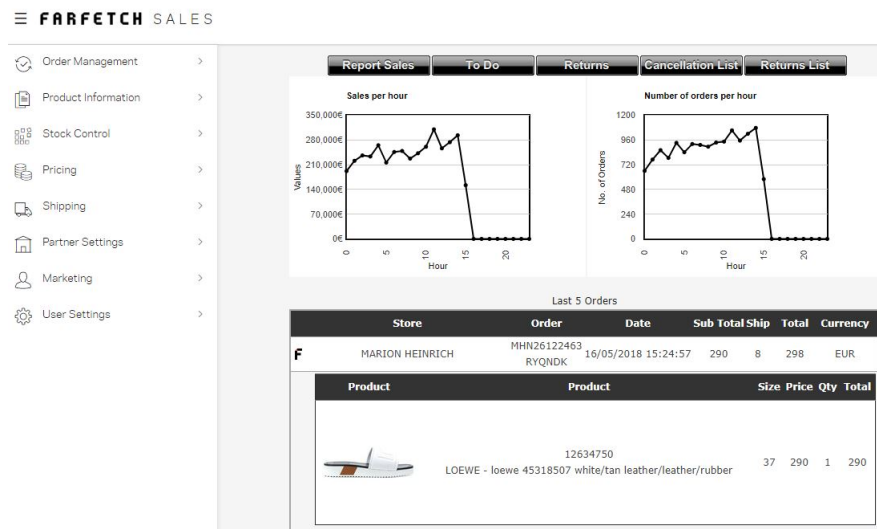 FARFETCH SALES
Order Management
Product Information
Stock Control
Pricing
Shipping
Partner Settings
Marketing
User Settings
Report Sales To Do Returns Cancellation List Returns List
Sales per hour
350,000€
280,000€
210,000€
140,000€
70,000€
0€
Values
0 5 10 15 20
Hour
Number of orders per hour
1200
960
720
480
240
0
No. of Orders
0 5 10 15 20
Hour
Last 5 Orders
Store Order Date Sub Total Ship Total Currency
F MARION HEINRICH MHN26122463 16/05/2018 15:24:57 290 8 298 EUR
RYQNDK
Product Product Size Price Qty Total
12634750
LOEWE - loewe 45318507 white/tan leather/leather/rubber 37 290 1 290